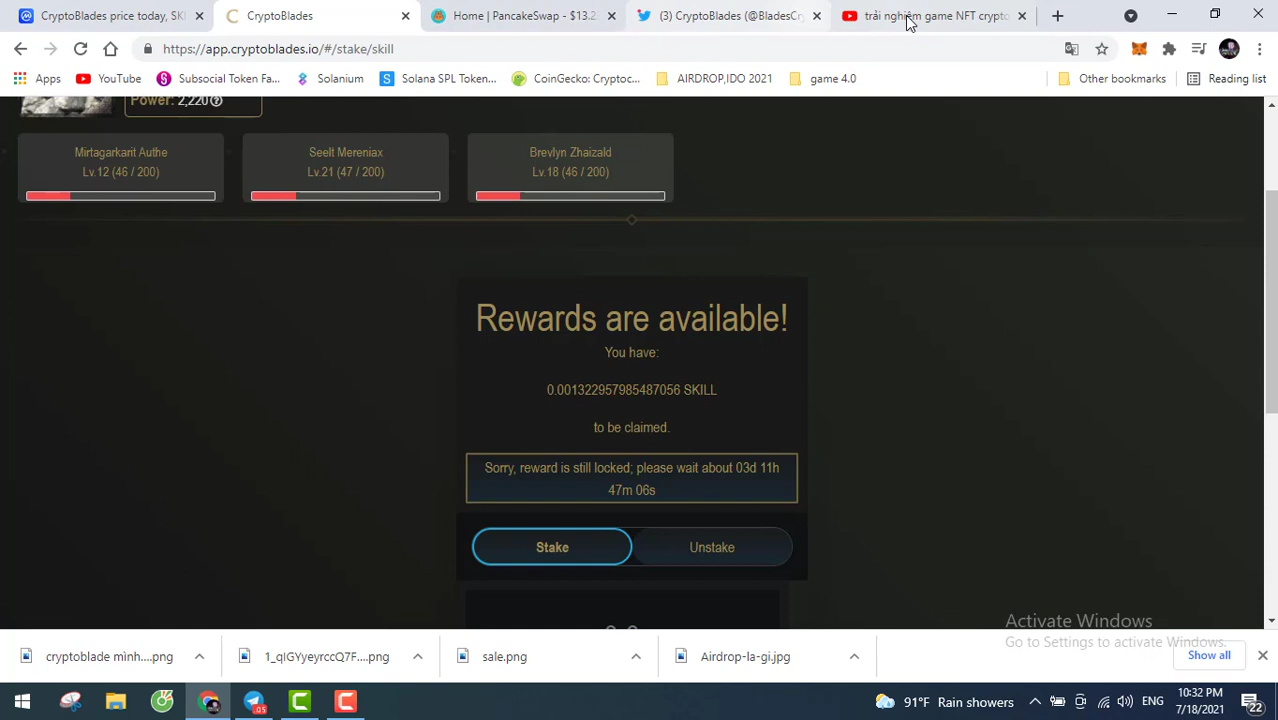 CryptoBlades price today, SK
CryptoBlades
Home | PancakeSwap - $13.2
(3) CryptoBlades (@BladesCry
trải nghiệm game NFT crypto
https://app.cryptoblades.io/#/stake/skill
Apps
YouTube
Subsocial Token Fa...
Solanium
Solana SPL Token...
CoinGecko: Cryptoc...
AIRDROP,IDO 2021
game 4.0
Other bookmarks
Reading list
Power: 2,220
Mirtagarkarit Authe
Lv.12 (46 / 200)
Seelt Mereniax
Lv.21 (47 / 200)
Brevlyn Zhaizald
Lv.18 (46 / 200)
Rewards are available!
You have:
0.001322957985487056 SKILL
to be claimed.
Sorry, reward is still locked; please wait about 03d 11h
47m 06s
Stake
Unstake
Activate Windows
Go to Settings to activate Windows.
cryptoblade mình....png
1_qIGYyeyrccQ7F....png
sale.png
Airdrop-la-gi.jpg
Show all
05
91°F Rain showers
ENG
10:32 PM
7/18/2021
22